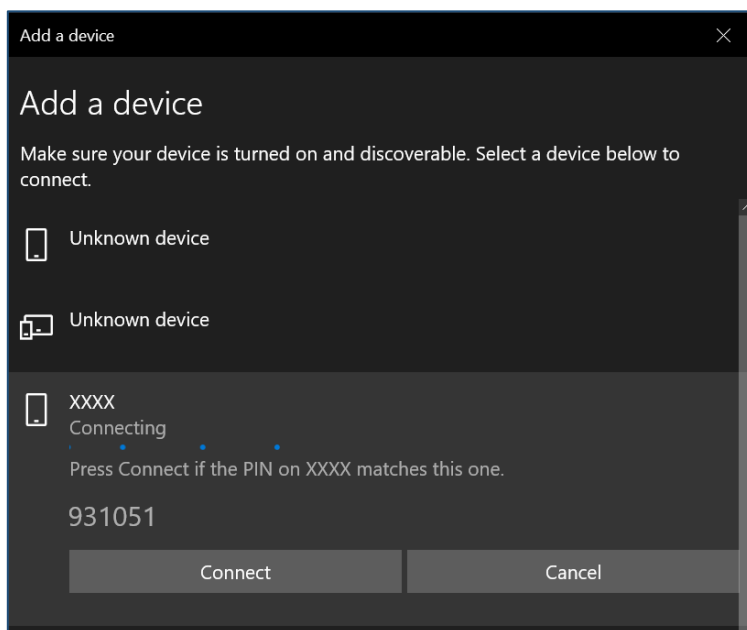 Add a device
Add a device
Make sure your device is turned on and discoverable. Select a device below to
connect.
Unknown device
Unknown device
XXXX
Connecting
Press Connect if the PIN on XXXX matches this one.
931051
Connect
Cancel